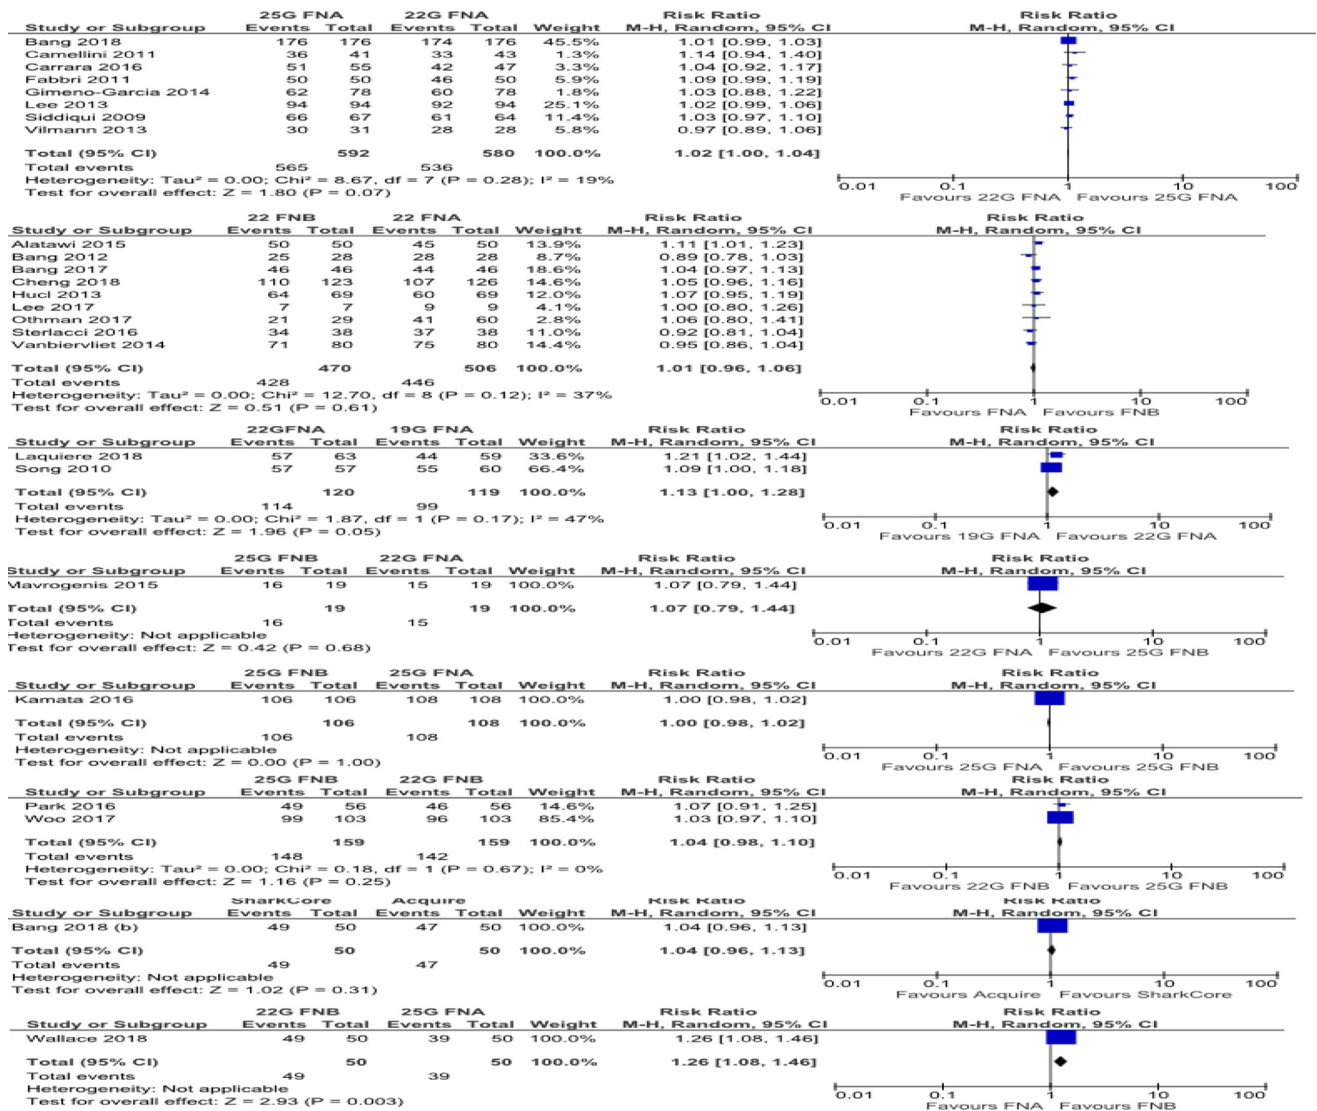 25G FNA 22G FNA Risk Ratio Risk Ratio
Study or Subgroup Events Total Events Total Weight M-H, Random, 95% CI M-H, Random, 95% CI
Bang 2018 176 176 174 176 45.5% 1.01 [0.99, 1.03]
Camellini 2011 36 41 33 43 1.3% 1.14 [0.94, 1.40]
Carrara 2016 51 55 42 47 3.3% 1.04 [0.92, 1.17]
Fabbri 2011 50 50 46 50 5.9% 1.09 [0.99, 1.19]
Gimeno-Garcia 2014 62 78 60 78 1.8% 1.03 [0.88, 1.22]
Lee 2013 94 94 92 94 25.1% 1.02 [0.99, 1.06]
Siddiqui 2009 66 67 61 64 11.4% 1.03 [0.97, 1.10]
Vilmann 2013 30 31 28 28 5.8% 0.97 [0.89, 1.06]
Total (95% CI) 592 580 100.0% 1.02 [1.00, 1.04]
Total events 565 536
Heterogeneity: Tau² = 0.00; Chi² = 8.67, df = 7 (P = 0.28); I² = 19%
Test for overall effect: Z = 1.80 (P = 0.07)
0.01 0.1 1 10 100
Favours 22G FNA Favours 25G FNA
22 FNB 22 FNA Risk Ratio Risk Ratio
Study or Subgroup Events Total Events Total Weight M-H, Random, 95% CI M-H, Random, 95% CI
Alatawi 2015 50 50 45 50 13.9% 1.11 [1.01, 1.23]
Bang 2012 25 28 28 28 8.7% 0.89 [0.78, 1.03]
Bang 2017 46 46 44 46 18.6% 1.04 [0.97, 1.13]
Cheng 2018 110 123 107 126 14.6% 1.05 [0.96, 1.16]
Hucl 2013 64 69 60 69 12.0% 1.07 [0.95, 1.19]
Lee 2017 7 7 9 9 4.1% 1.00 [0.80, 1.26]
Othman 2017 21 29 41 60 2.8% 1.06 [0.80, 1.41]
Sterlacci 2016 34 38 37 38 11.0% 0.92 [0.81, 1.04]
Vanbiervliet 2014 71 80 75 80 14.4% 0.95 [0.86, 1.04]
Total (95% CI) 470 506 100.0% 1.01 [0.96, 1.06]
Total events 428 446
Heterogeneity: Tau² = 0.00; Chi² = 12.70, df = 8 (P = 0.12); I² = 37%
Test for overall effect: Z = 0.51 (P = 0.61)
0.01 0.1 1 10 100
Favours FNA Favours FNB
22GFNA 19G FNA Risk Ratio Risk Ratio
Study or Subgroup Events Total Events Total Weight M-H, Random, 95% CI M-H, Random, 95% CI
Laquiere 2018 57 63 44 59 33.6% 1.21 [1.02, 1.44]
Song 2010 57 57 55 60 66.4% 1.09 [1.00, 1.18]
Total (95% CI) 120 119 100.0% 1.13 [1.00, 1.28]
Total events 114 99
Heterogeneity: Tau² = 0.00; Chi² = 1.87, df = 1 (P = 0.17); I² = 47%
Test for overall effect: Z = 1.96 (P = 0.05)
0.01 0.1 1 10 100
Favours 19G FNA Favours 22G FNA
25G FNB 22G FNA Risk Ratio Risk Ratio
Study or Subgroup Events Total Events Total Weight M-H, Random, 95% CI M-H, Random, 95% CI
Mavrogenis 2015 16 19 15 19 100.0% 1.07 [0.79, 1.44]
Total (95% CI) 19 19 100.0% 1.07 [0.79, 1.44]
Total events 16 15
Heterogeneity: Not applicable
Test for overall effect: Z = 0.42 (P = 0.68)
0.01 0.1 1 10 100
Favours 22G FNA Favours 25G FNB
25G FNB 25G FNA Risk Ratio Risk Ratio
Study or Subgroup Events Total Events Total Weight M-H, Random, 95% CI M-H, Random, 95% CI
Kamata 2016 106 106 108 108 100.0% 1.00 [0.98, 1.02]
Total (95% CI) 106 108 100.0% 1.00 [0.98, 1.02]
Total events 106 108
Heterogeneity: Not applicable
Test for overall effect: Z = 0.00 (P = 1.00)
0.01 0.1 1 10 100
Favours 25G FNA Favours 25G FNB
25G FNB 22G FNB Risk Ratio Risk Ratio
Study or Subgroup Events Total Events Total Weight M-H, Random, 95% CI M-H, Random, 95% CI
Park 2016 49 56 46 56 14.6% 1.07 [0.91, 1.25]
Woo 2017 99 103 96 103 85.4% 1.03 [0.97, 1.10]
Total (95% CI) 159 159 100.0% 1.04 [0.98, 1.10]
Total events 148 142
Heterogeneity: Tau² = 0.00; Chi² = 0.18, df = 1 (P = 0.67); I² = 0%
Test for overall effect: Z = 1.16 (P = 0.25)
0.01 0.1 1 10 100
Favours 22G FNB Favours 25G FNB
SharkCore Acquire Risk Ratio Risk Ratio
Study or Subgroup Events Total Events Total Weight M-H, Random, 95% CI M-H, Random, 95% CI
Bang 2018 (b) 49 50 47 50 100.0% 1.04 [0.96, 1.13]
Total (95% CI) 50 50 100.0% 1.04 [0.96, 1.13]
Total events 49 47
Heterogeneity: Not applicable
Test for overall effect: Z = 1.02 (P = 0.31)
0.01 0.1 1 10 100
Favours Acquire Favours SharkCore
22G FNB 25G FNA Risk Ratio Risk Ratio
Study or Subgroup Events Total Events Total Weight M-H, Random, 95% CI M-H, Random, 95% CI
Wallace 2018 49 50 39 50 100.0% 1.26 [1.08, 1.46]
Total (95% CI) 50 50 100.0% 1.26 [1.08, 1.46]
Total events 49 39
Heterogeneity: Not applicable
Test for overall effect: Z = 2.93 (P = 0.003)
0.01 0.1 1 10 100
Favours FNA Favours FNB